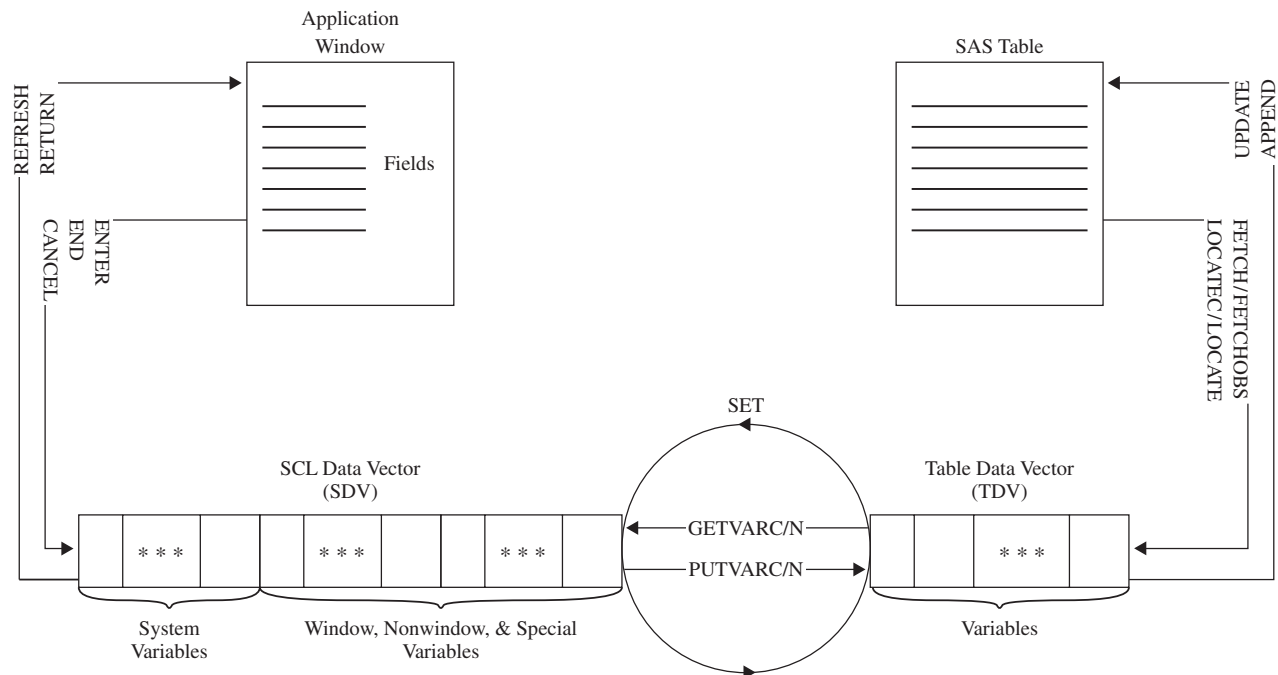 Application
Window
SAS Table
REFRESH
RETURN
APPEND
UPDATE
Fields
ENTER
END
CANCEL
FETCH/FETCHOBS
LOCATEC/LOCATE
SET
SCL Data Vector
(SDV)
Table Data Vector
(TDV)
GETVARC/N
* * *
* * *
* * *
* * *
PUTVARC/N
System
Variables
Window, Nonwindow, & Special
Variables
Variables